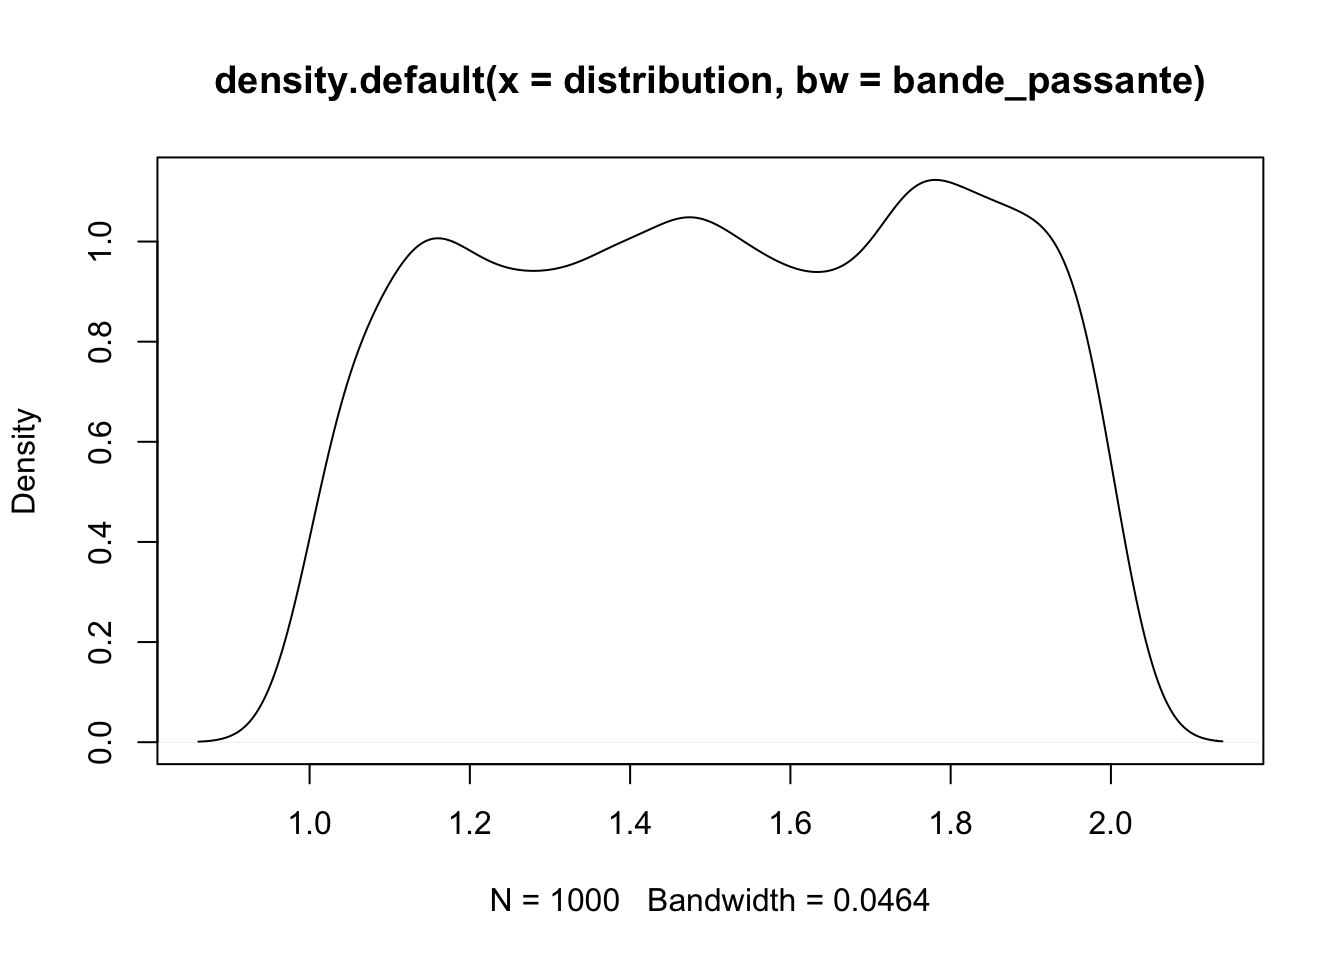 density.default(x = distribution, bw = bande_passante)
Density
1.0
0.8
0.6
0.4
0.2
0.0
1.0 1.2 1.4 1.6 1.8 2.0
N = 1000 Bandwidth = 0.0464